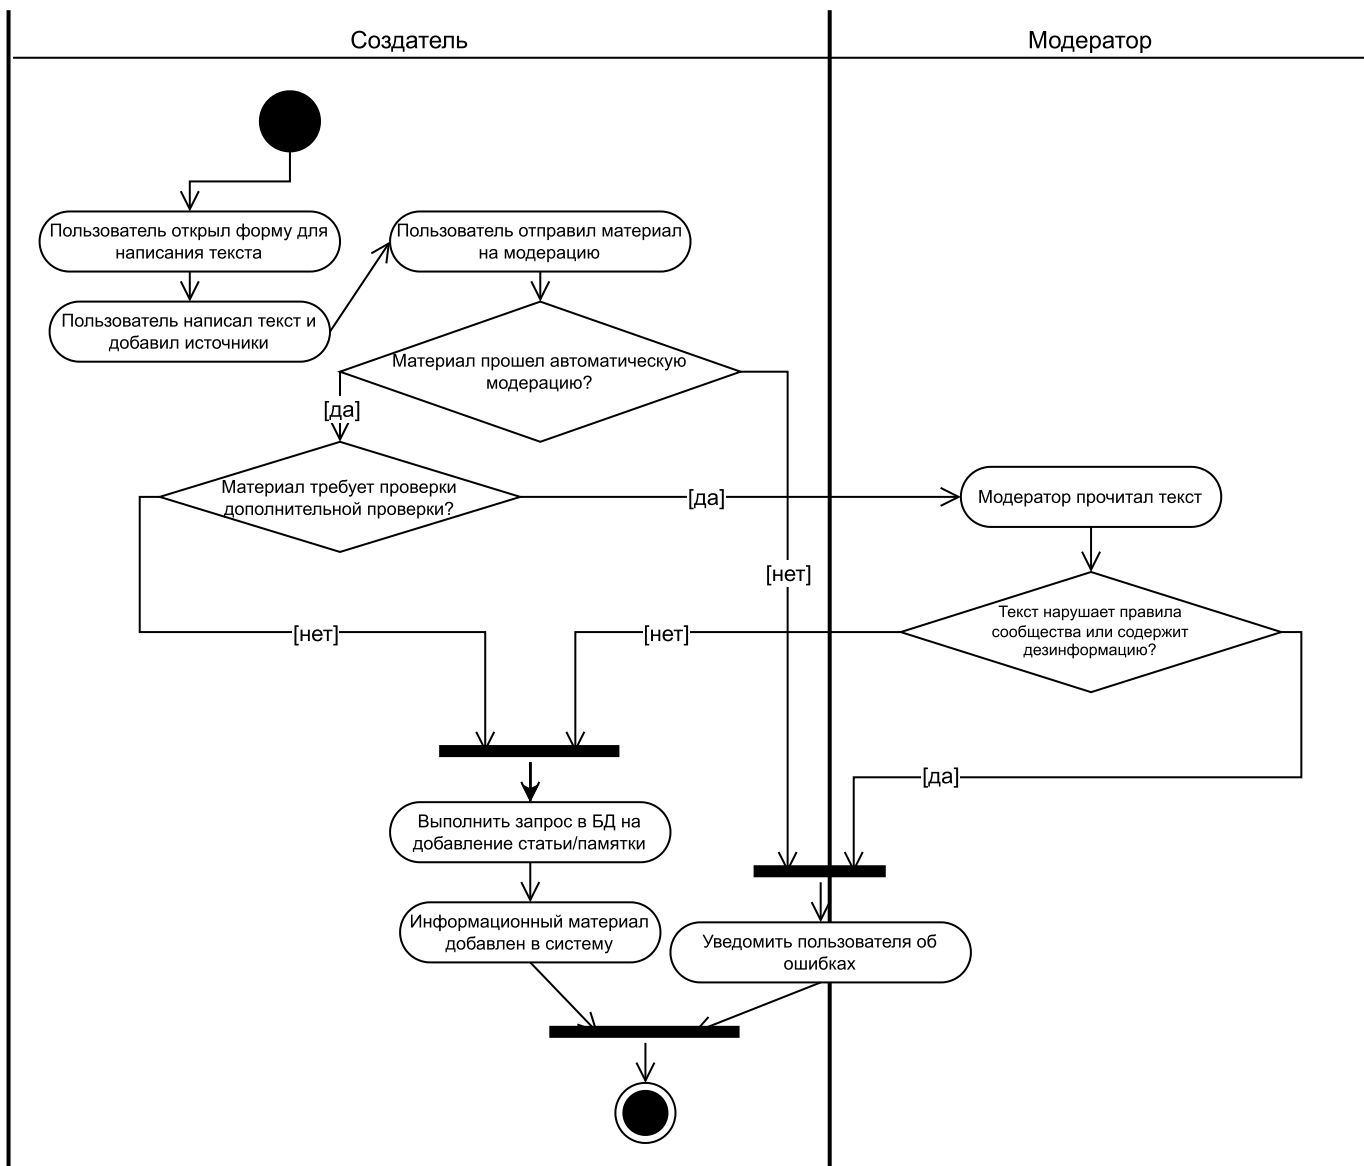 Создатель
Модератор
Пользователь открыл форму для
написания текста
Пользователь отправил материал
на модерацию
Пользователь написал текст и
добавил источники
Материал прошел автоматическую
модерацию?
[да]
Материал требует проверки
дополнительной проверки?
[да]
Модератор прочитал текст
[нет]
Текст нарушает правила
сообщества или содержит
дезинформацию?
[нет]
[нет]
[да]
Выполнить запрос в БД на
добавление статьи/памятки
Информационный материал
добавлен в систему
Уведомить пользователя об
ошибках